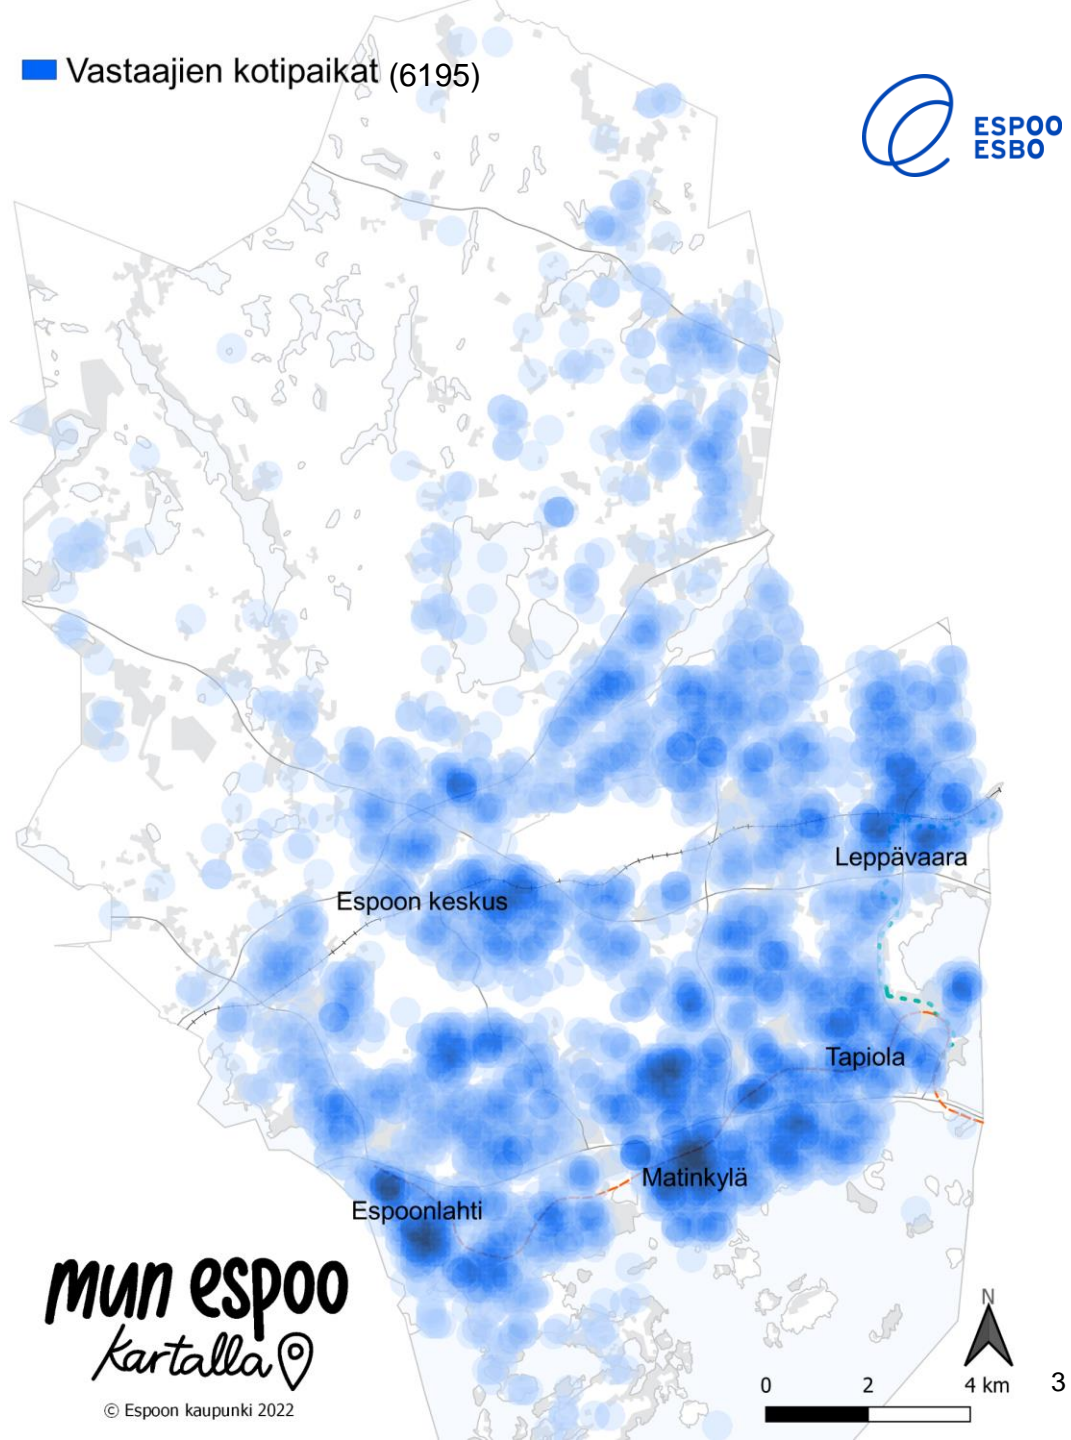 Vastaajien kotipaikat (6195)
ESPOO
ESBO
Leppävaara
Espoon keskus
Tapiola
Matinkylä
Espoonlahti
mun espoo
kartalla
© Espoon kaupunki 2022
N
0 2 4 km
3